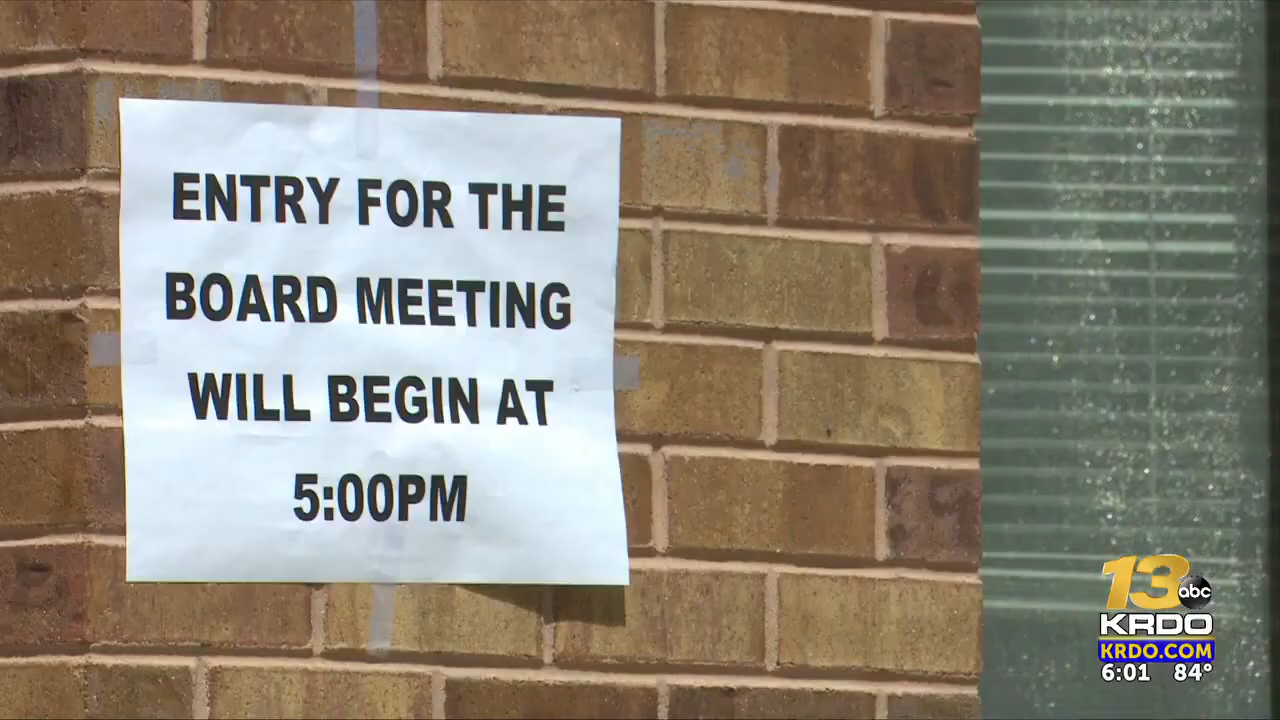 ENTRY FOR THE
BOARD MEETING
WILL BEGIN AT
5:00PM
13 abc
KRDO
KRDO.COM
6:01 84°